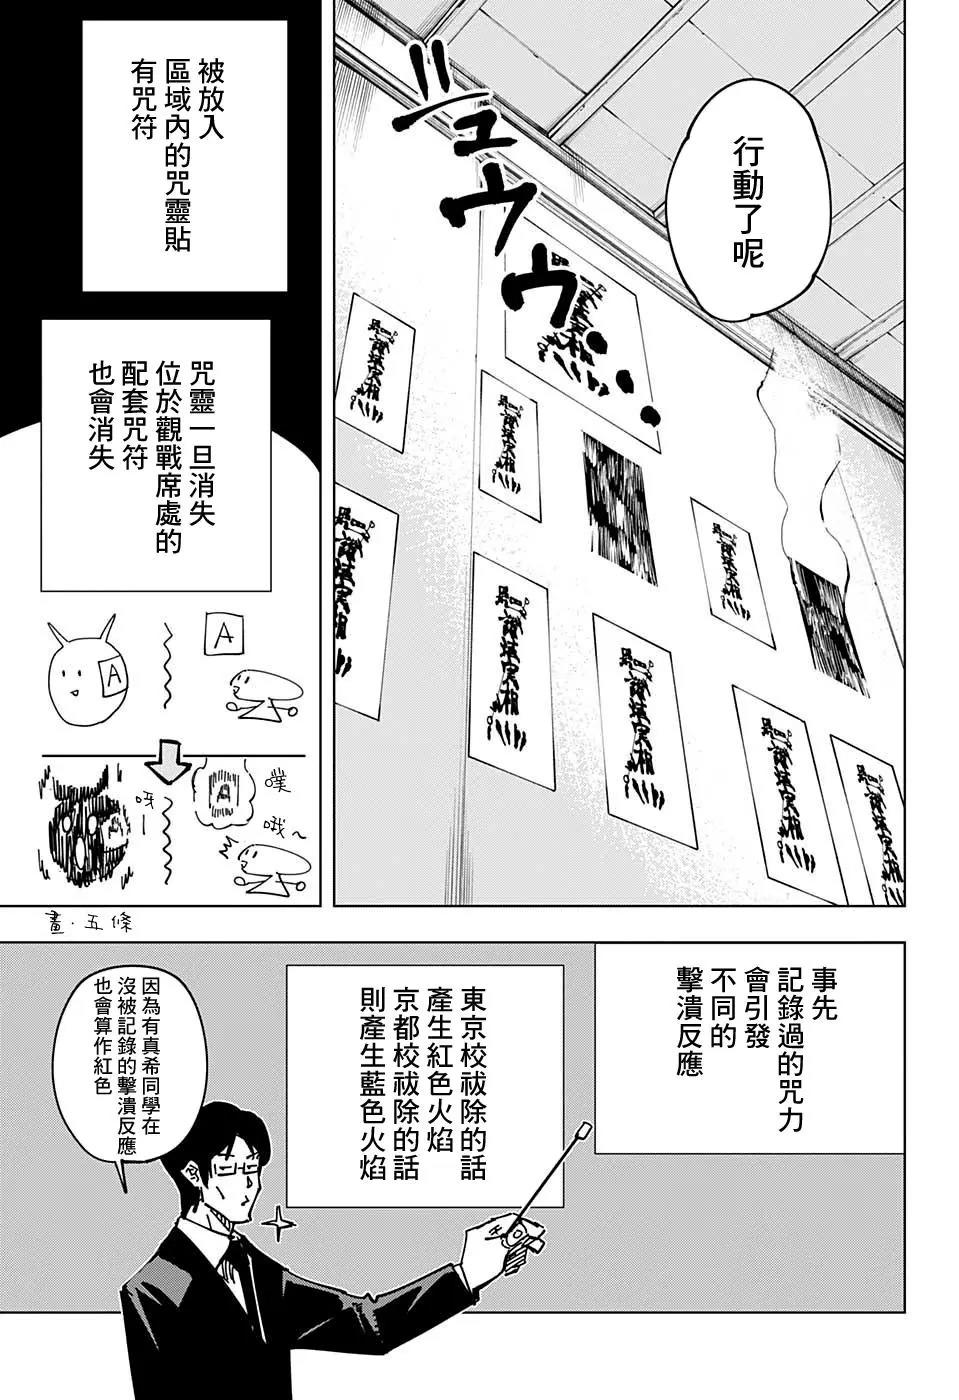 行動了呢
ニュウウウ
被放入
區域內的咒靈貼
有咒符
咒靈一旦消失
位於觀戰席處的
配套咒符
也會消失
A
A
A
A
呀ー
噗
哦～
畫·五條
事先
記錄過的咒力
會引發
不同的
擊潰反應
東京校祓除的話
產生紅色火焰
京都校祓除的話
則產生藍色火焰
因為有真希同學在
沒被記錄的擊潰反應
也會算作紅色